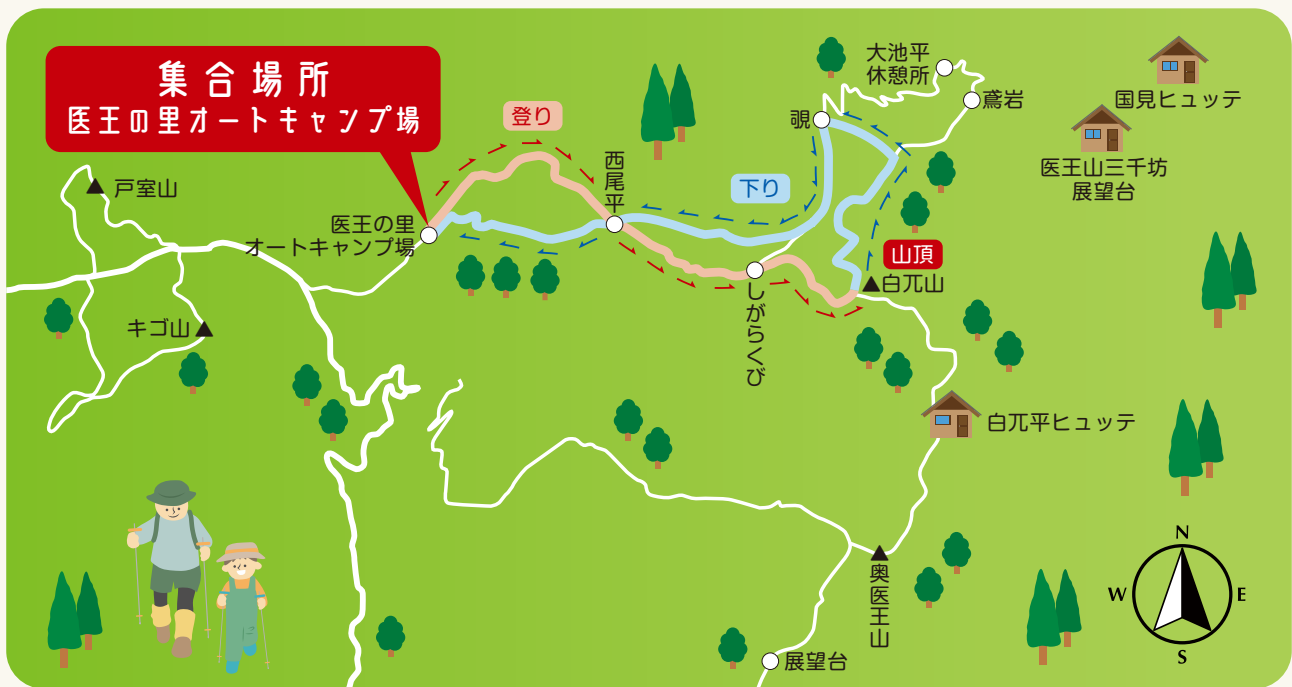 集合場所
医王の里オートキャンプ場
登り
西尾平
大池平
休憩所
鳶岩
覗
国見ヒュッテ
医王山三千坊
展望台
戸室山
医王の里
オートキャンプ場
下り
山頂
白兀山
キゴ山
しがらくび
白兀平ヒュッテ
奥医王山
展望台
N
W
E
S